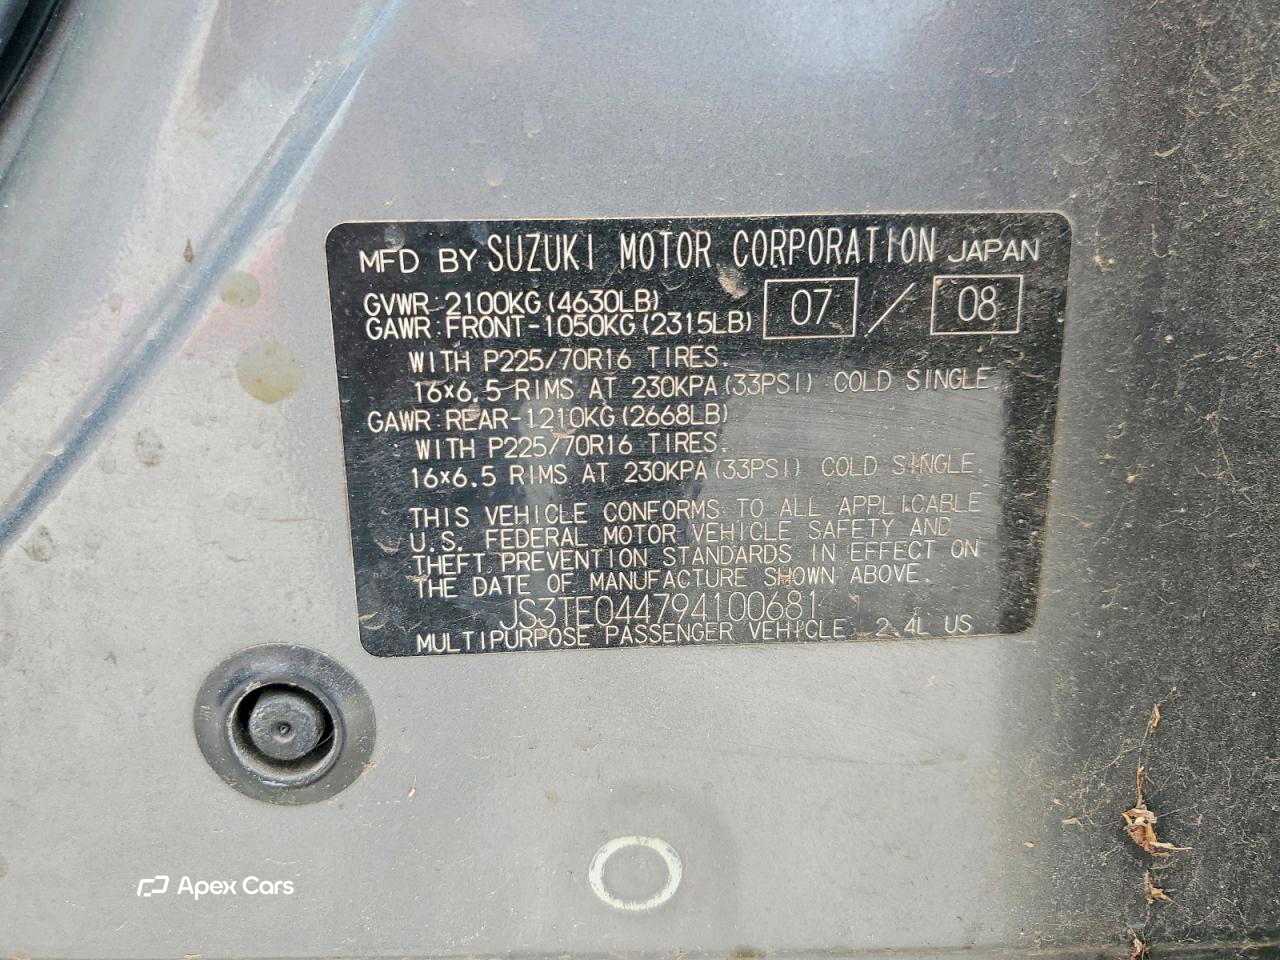 MFD BY SUZUKI MOTOR CORPORATION JAPAN
GVWR: 2100KG (4630LB)
07 / 08
GAWR: FRONT-1050KG (2315LB)
WITH P225/70R16 TIRES.
16×6.5 RIMS AT 230KPA (33PSI) COLD SINGLE.
GAWR: REAR-1210KG (2668LB)
WITH P225/70R16 TIRES.
16×6.5 RIMS AT 230KPA (33PSI) COLD SINGLE.
THIS VEHICLE CONFORMS TO ALL APPLICABLE
U.S. FEDERAL MOTOR VEHICLE SAFETY AND
THEFT PREVENTION STANDARDS IN EFFECT ON
THE DATE OF MANUFACTURE SHOWN ABOVE.
JS3TE044794100681
MULTIPURPOSE PASSENGER VEHICLE 2.4L US
Apex Cars